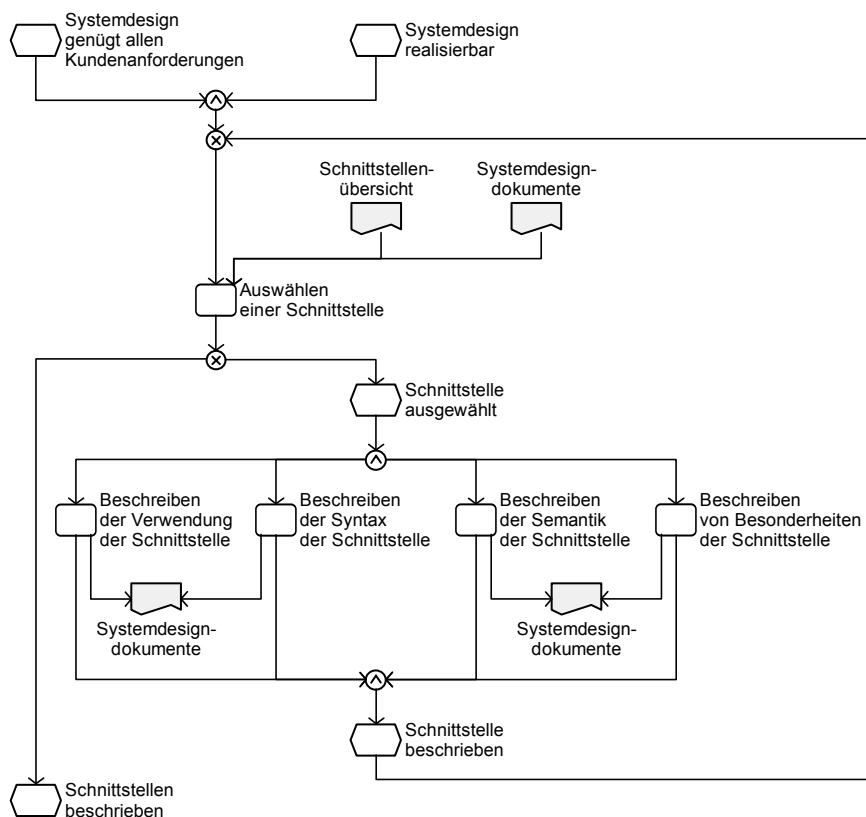 Systemdesign
genügt allen
Kundenanforderungen
Systemdesign
realisierbar
Schnittstellen-
übersicht
Systemdesign-
dokumente
Auswählen
einer Schnittstelle
Schnittstelle
ausgewählt
Beschreiben
der Verwendung
der Schnittstelle
Beschreiben
der Syntax
der Schnittstelle
Beschreiben
der Semantik
der Schnittstelle
Beschreiben
von Besonderheiten
der Schnittstelle
Systemdesign-
dokumente
Systemdesign-
dokumente
Schnittstelle
beschrieben
Schnittstellen
beschrieben